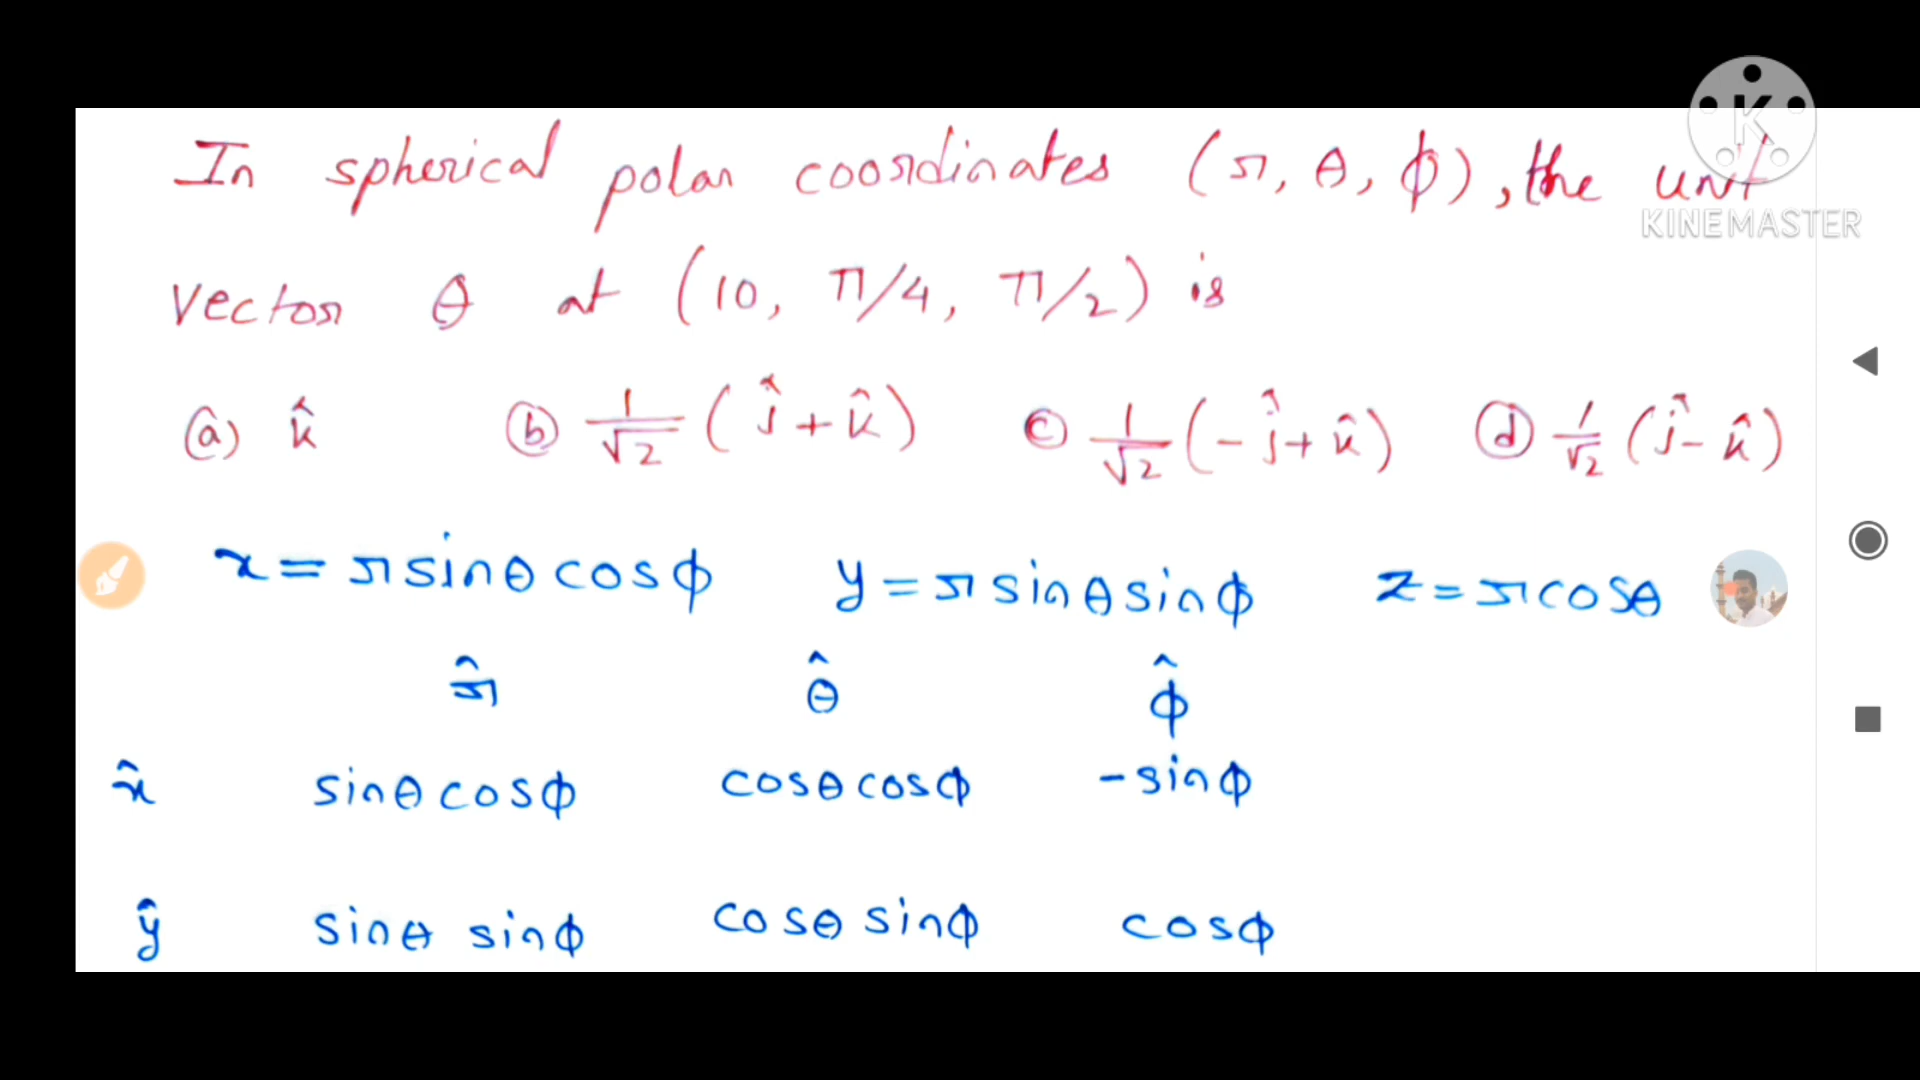 In spherical polar coordinates (r, θ, ϕ), the unit
KINEMASTER
vector θ at (10, π/4, π/2) is
(a) k̂ (b) 1/√2 (ĵ + k̂) (c) 1/√2 (-ĵ + k̂) (d) 1/√2 (ĵ - k̂)
x = r sinθ cosϕ y = r sinθ sinϕ z = r cosθ
r̂ θ̂ ϕ̂
x̂ sinθ cosϕ cosθ cosϕ -sinϕ
ŷ sinθ sinϕ cosθ sinϕ cosϕ